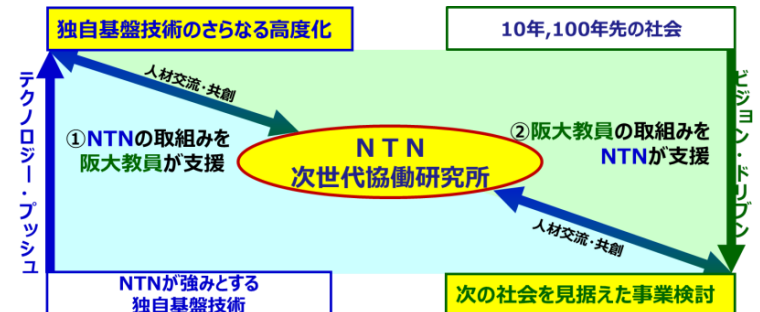 独自基盤技術のさらなる高度化
10年,100年先の社会
テクノロジー・プッシュ
人材交流・共創
①NTNの取組みを
阪大教員が支援
NTN
次世代協働研究所
②阪大教員の取組みを
NTNが支援
ビジョン・ドリブン
人材交流・共創
NTNが強みとする
独自基盤技術
次の社会を見据えた事業検討